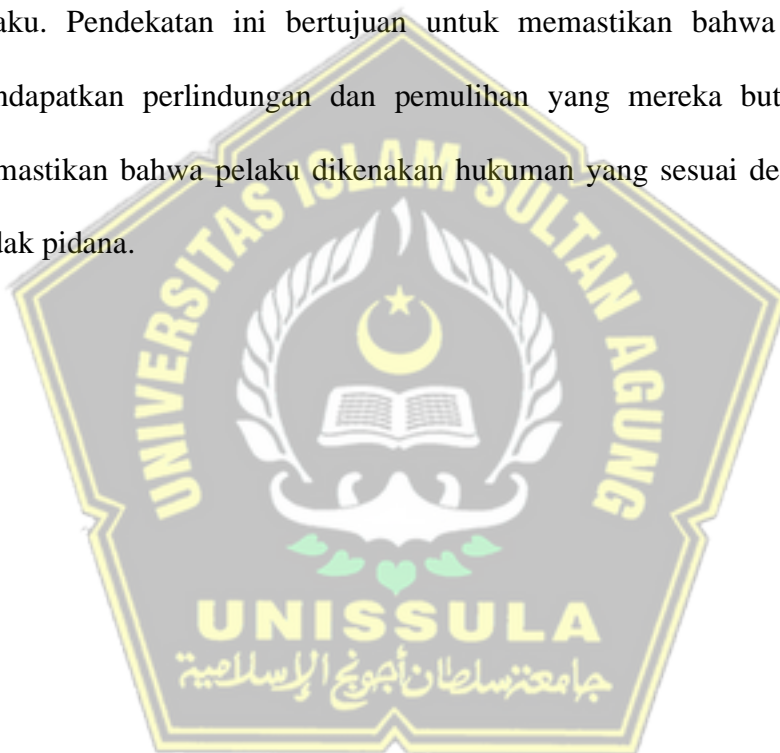 aku. Pendekatan ini bertujuan untuk memastikan bahwa
ndapatkan perlindungan dan pemulihan yang mereka but
mastikan bahwa pelaku dikenakan hukuman yang sesuai de
dak pidana.
UNIVERSITAS ISLAM SULTAN AGUNG
UNISSULA
جامعة سلطان أجونج الإسلامية